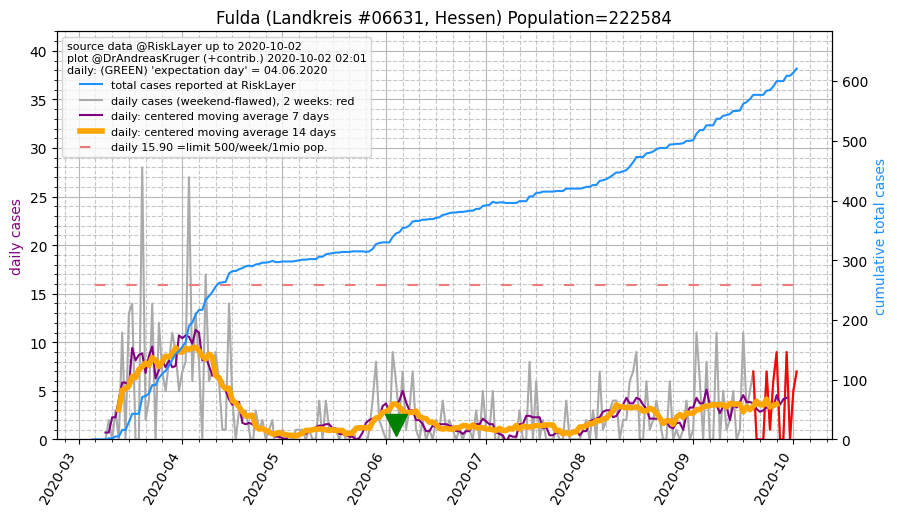 Fulda (Landkreis #06631, Hessen) Population=222584
source data @RiskLayer up to 2020-10-02
plot @DrAndreasKruger (+contrib.) 2020-10-02 02:01
daily: (GREEN) 'expectation day' = 04.06.2020
total cases reported at RiskLayer
daily cases (weekend-flawed), 2 weeks: red
daily: centered moving average 7 days
daily: centered moving average 14 days
daily 15.90 =limit 500/week/1mio pop.
daily cases
40
35
30
25
20
15
10
5
0
cumulative total cases
600
500
400
300
200
100
0
2020-03
2020-04
2020-05
2020-06
2020-07
2020-08
2020-09
2020-10